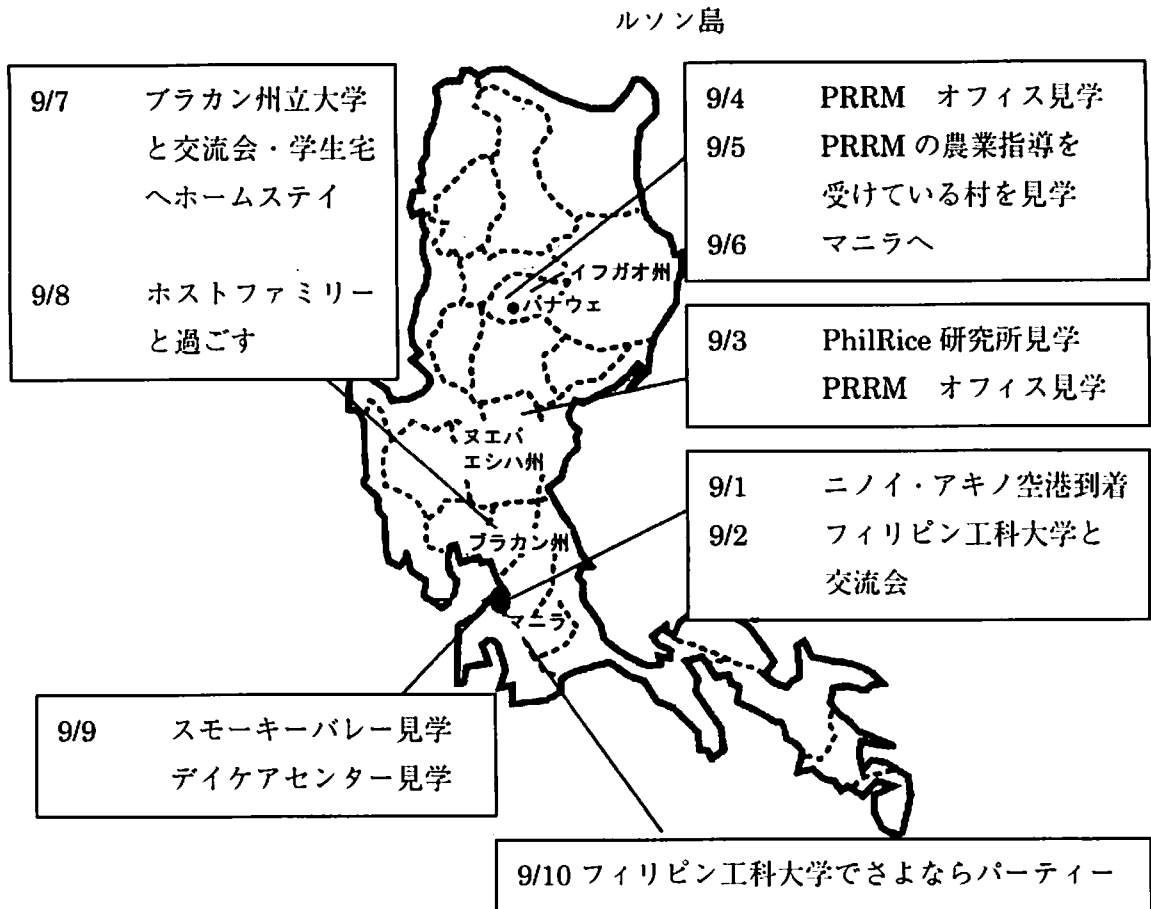 ルソン島
9/7 ブラカン州立大学
と交流会・学生宅
へホームステイ
9/8 ホストファミリー
と過ごす
9/4 PRRM オフィス見学
9/5 PRRM の農業指導を
受けている村を見学
9/6 マニラへ
イフガオ州
バナウェ
9/3 PhilRice 研究所見学
PRRM オフィス見学
ヌエバ
エシハ州
9/1 ニノイ・アキノ空港到着
9/2 フィリピン工科大学と
交流会
ブラカン州
マニラ
9/9 スモーキーバレー見学
デイケアセンター見学
9/10 フィリピン工科大学でさよならパーティー